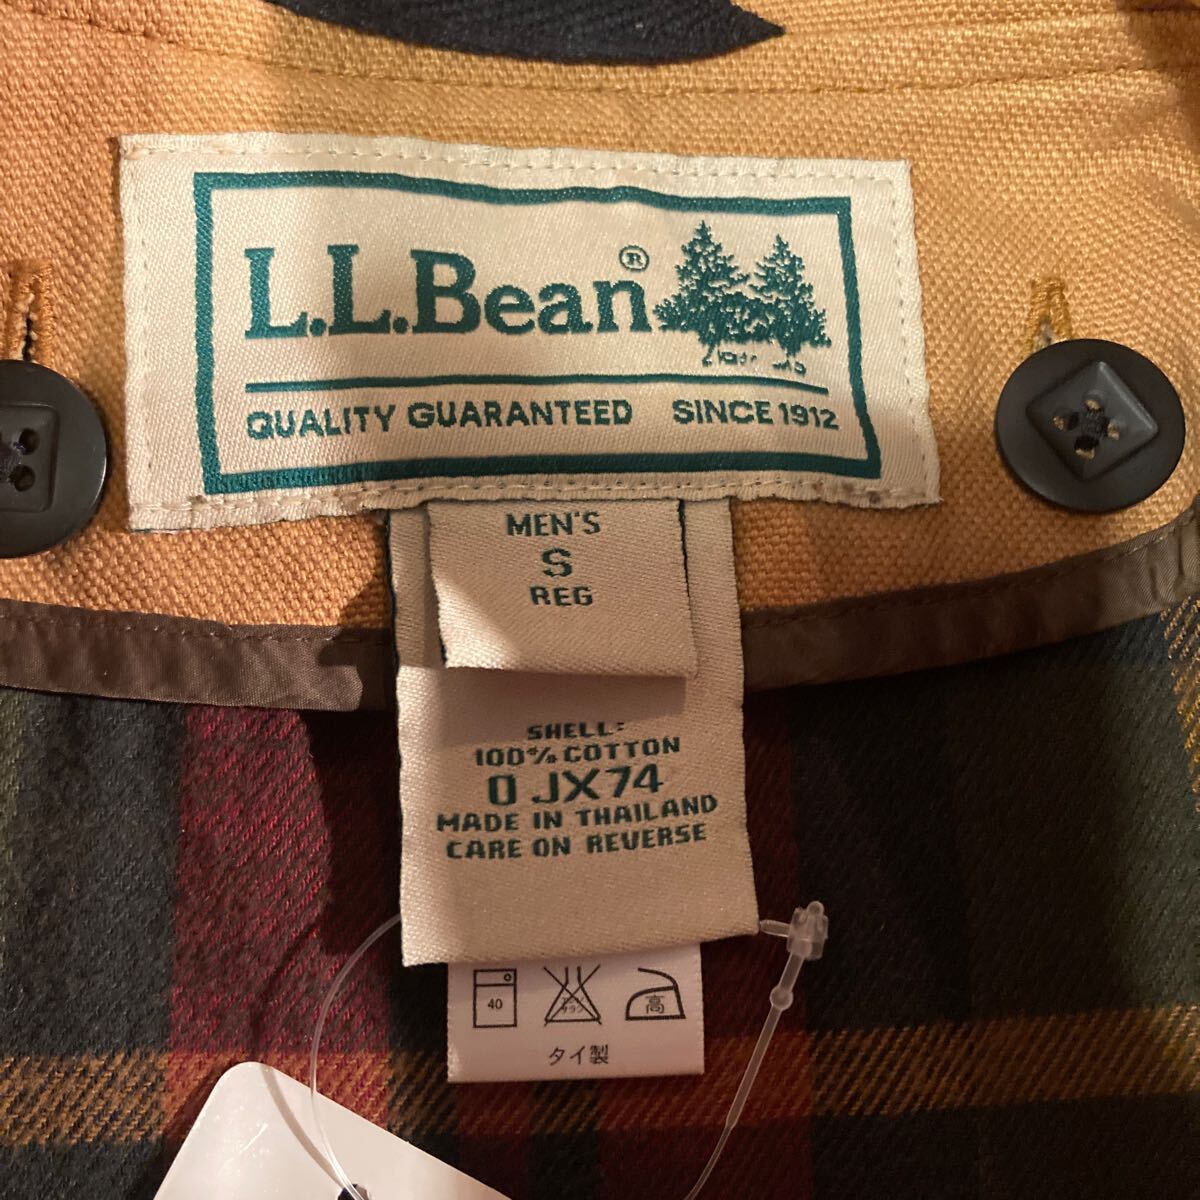 L.L.Bean®
QUALITY GUARANTEED SINCE 1912
MEN'S
S
REG
SHELL:
100% COTTON
0 JX74
MADE IN THAILAND
CARE ON REVERSE
40
高
タイ製